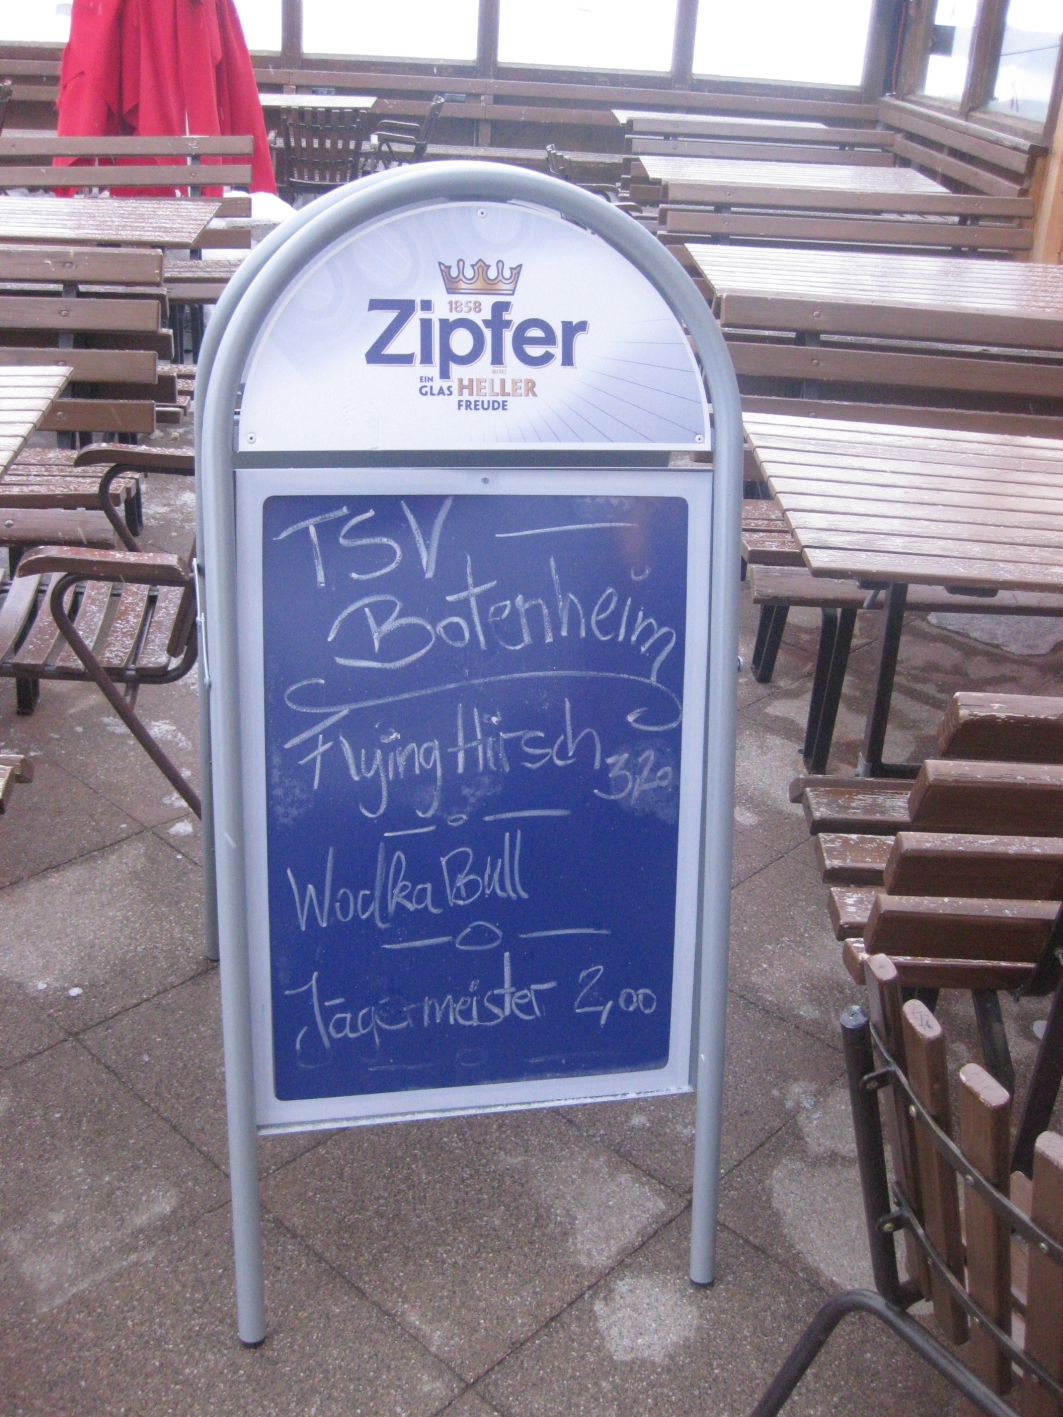 1858
Zipfer
EIN
GLAS HELLER
FREUDE
TSV —
Botenheim
Flying Hirsch 3,20
— o —
Wodka Bull
— o —
Jägermeister 2,00